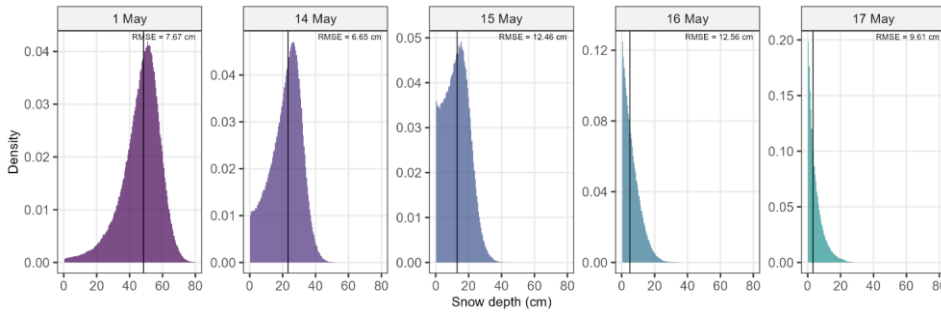 1 May
14 May
15 May
16 May
17 May
RMSE = 7.67 cm
RMSE = 6.65 cm
RMSE = 12.46 cm
RMSE = 12.56 cm
RMSE = 9.61 cm
Density
0.04
0.03
0.02
0.01
0.00
0.04
0.03
0.02
0.01
0.00
0.05
0.04
0.03
0.02
0.01
0.00
0.12
0.08
0.04
0.00
0.20
0.15
0.10
0.05
0.00
0 20 40 60 80
0 20 40 60 80
0 20 40 60 80
0 20 40 60 80
0 20 40 60 80
Snow depth (cm)